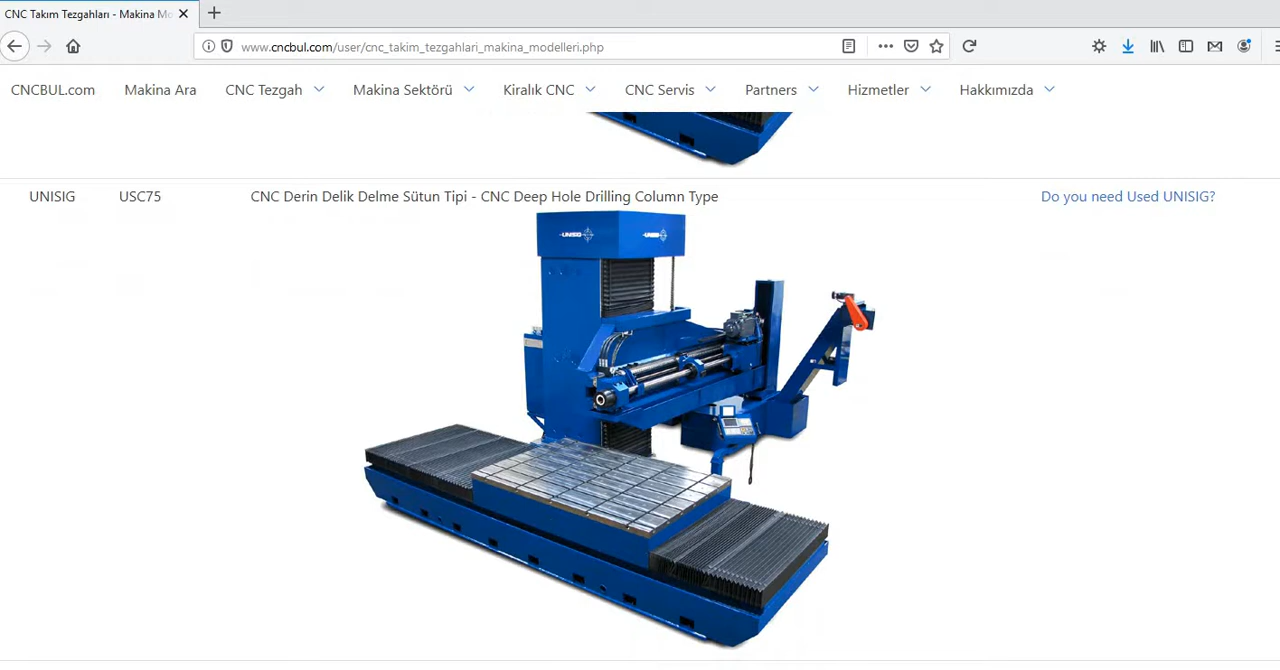 CNC Takım Tezgahları - Makina Mo
www.cncbul.com/user/cnc_takim_tezgahlari_makina_modelleri.php
CNCBUL.com Makina Ara CNC Tezgah Makina Sektörü Kiralık CNC CNC Servis Partners Hizmetler Hakkımızda
UNISIG USC75 CNC Derin Delik Delme Sütun Tipi - CNC Deep Hole Drilling Column Type Do you need Used UNISIG?
UNISIG UNISIG